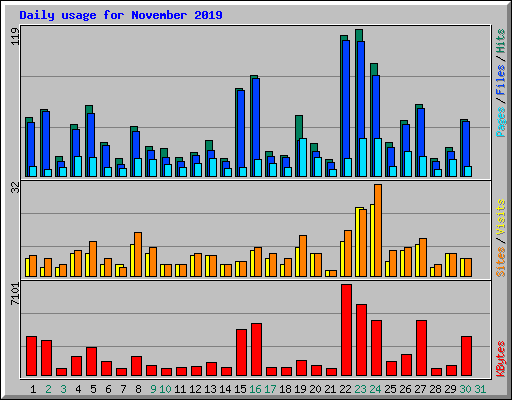 Daily usage for November 2019
119
Pages / Files / Hits
32
Sites / Visits
7101
KBytes
1 2 3 4 5 6 7 8 9 10 11 12 13 14 15 16 17 18 19 20 21 22 23 24 25 26 27 28 29 30 31